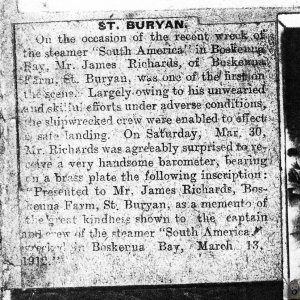 ST. BURYAN.
On the occasion of the recent wreck of
the steamer "South America" in Boskenna
Bay, Mr. James Richards, of Boskenna
Farm, St. Buryan, was one of the first on
the scene. Largely owing to his unwearied
and skilful efforts under adverse conditions,
the shipwrecked crew were enabled to effect
a safe landing. On Saturday, Mar. 30,
Mr. Richards was agreeably surprised to re-
ceive a very handsome barometer, bearing
on a brass plate the following inscription:
"Presented to Mr. James Richards, Bos-
kenna Farm, St. Buryan, as a memento of
the great kindness shown to the captain
and crew of the steamer "South America,"
wrecked in Boskenna Bay, March 13,
1912."